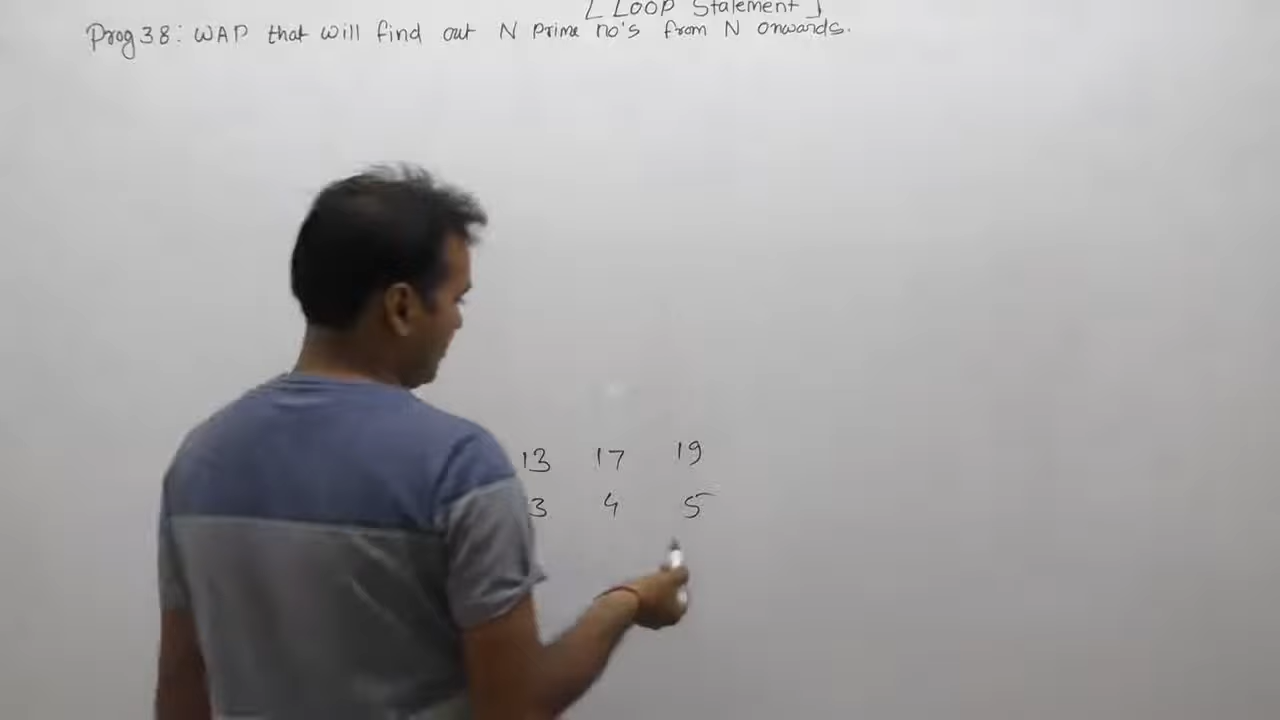 [Loop Statement]
Prog 38: WAP that will find out N prime no's from N onwards.
13 17 19
3 4 5